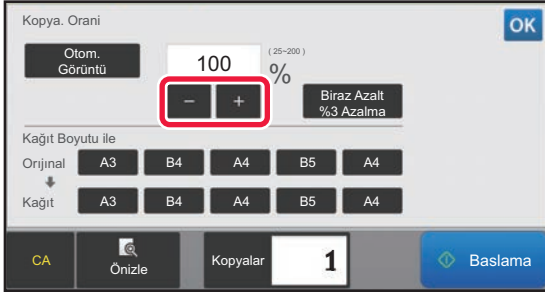 Kopya. Orani
OK
Otom.
Görüntü
100
(25~200)
%
-
+
Biraz Azalt
%3 Azalma
Kağıt Boyutu ile
Orıjınal
A3
B4
A4
B5
A4
Kağıt
A3
B4
A4
B5
A4
CA
Önizle
Kopyalar
1
Baslama